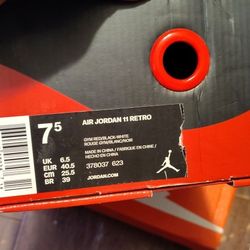 AIR JORDAN 11 RETRO
7.5
GYM RED/BLACK-WHITE
ROUGE GYM/BLANC/NOIR
MADE IN CHINA / FABRIQUE EN CHINE /
HECHO EN CHINA
UK 6.5
EUR 40.5
CM 25.5
BR 39
378037 623
JORDAN.COM